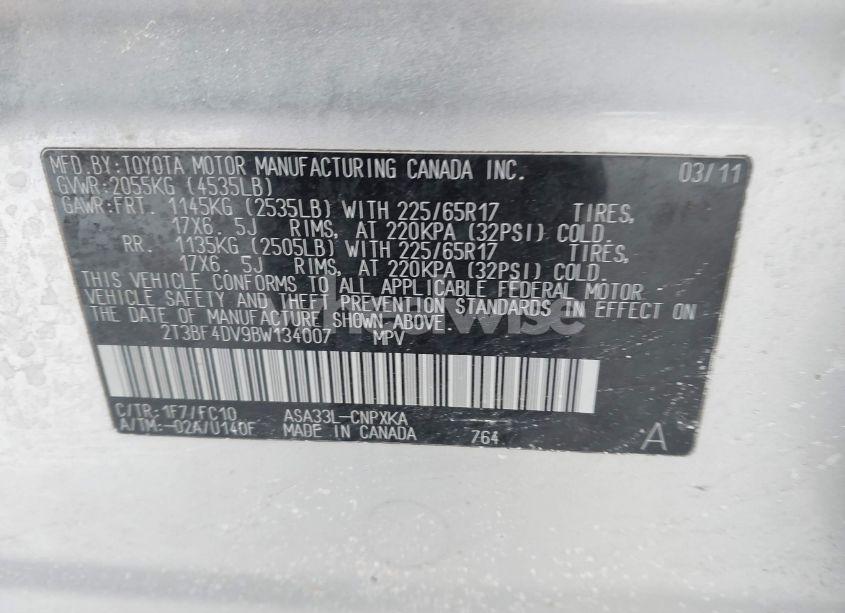 MFD.BY:TOYOTA MOTOR MANUFACTURING CANADA INC. 03/11
GVWR:2055KG (4535LB)
GAWR:FRT. 1145KG (2535LB) WITH 225/65R17 TIRES,
17X6. 5J RIMS, AT 220KPA (32PSI) COLD.
RR. 1135KG (2505LB) WITH 225/65R17 TIRES,
17X6. 5J RIMS, AT 220KPA (32PSI) COLD.
THIS VEHICLE CONFORMS TO ALL APPLICABLE FEDERAL MOTOR
VEHICLE SAFETY AND THEFT PREVENTION STANDARDS IN EFFECT ON
THE DATE OF MANUFACTURE SHOWN ABOVE.
2T3BF4DV9BW134607 MPV
C/TR:1F7/FC10 ASA33L-CNPXKA
A/TM:-02A/U140F MADE IN CANADA 764 A